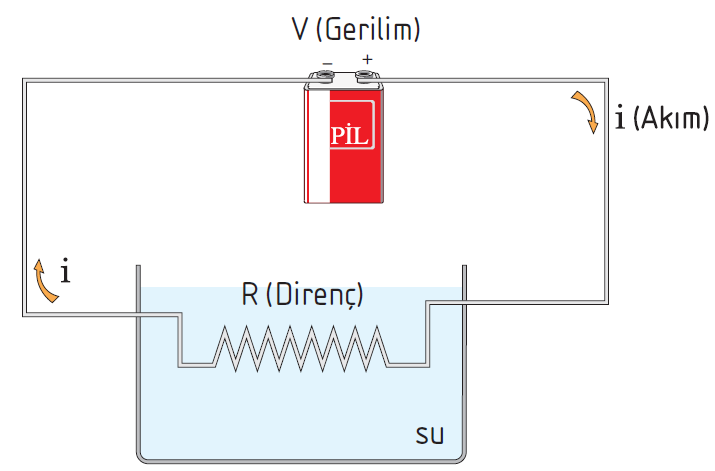 V (Gerilim)
– +
PİL
i (Akım)
i
R (Direnç)
su